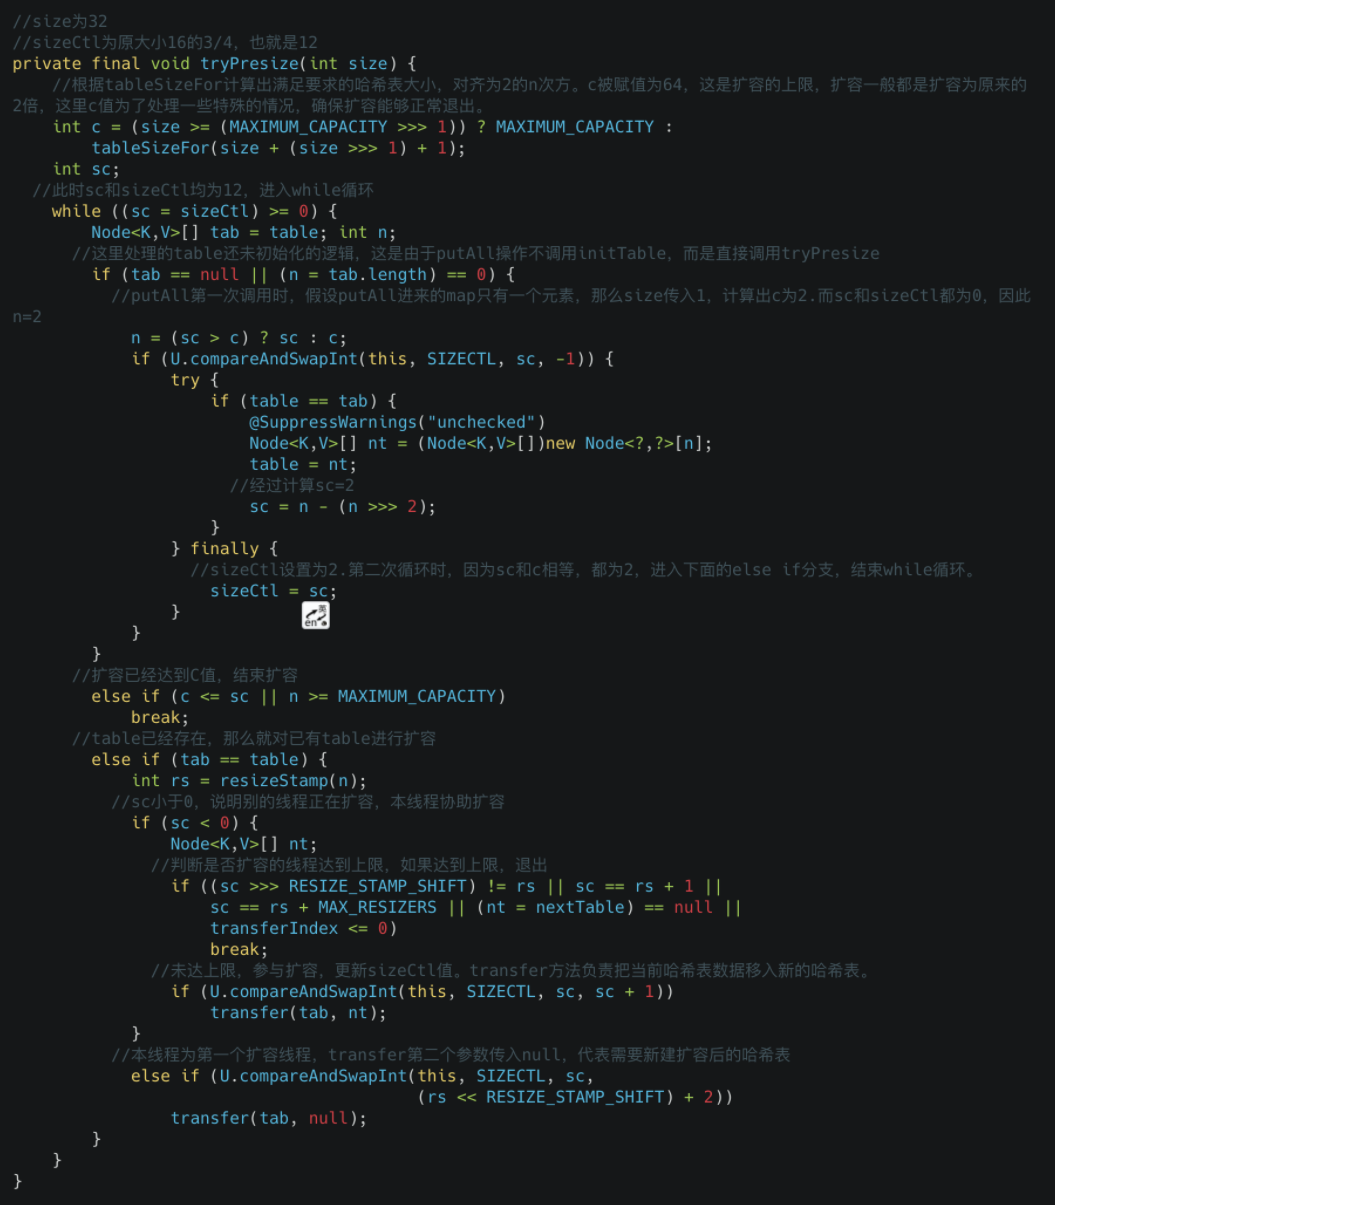 //size为32
//sizeCtl为原大小16的3/4，也就是12
private final void tryPresize(int size) {
//根据tableSizeFor计算出满足要求的哈希表大小，对齐为2的n次方。c被赋值为64，这是扩容的上限，扩容一般都是扩容为原来的
2倍，这里c值为了处理一些特殊的情况，确保扩容能够正常退出。
int c = (size >= (MAXIMUM_CAPACITY >>> 1)) ? MAXIMUM_CAPACITY :
tableSizeFor(size + (size >>> 1) + 1);
int sc;
//此时sc和sizeCtl均为12，进入while循环
while ((sc = sizeCtl) >= 0) {
Node<K,V>[] tab = table; int n;
//这里处理的table还未初始化的逻辑，这是由于putAll操作不调用initTable，而是直接调用tryPresize
if (tab == null || (n = tab.length) == 0) {
//putAll第一次调用时，假设putAll进来的map只有一个元素，那么size传入1，计算出c为2.而sc和sizeCtl都为0，因此
n=2
n = (sc > c) ? sc : c;
if (U.compareAndSwapInt(this, SIZECTL, sc, -1)) {
try {
if (table == tab) {
@SuppressWarnings("unchecked")
Node<K,V>[] nt = (Node<K,V>[])new Node<?,?>[n];
table = nt;
//经过计算sc=2
sc = n - (n >>> 2);
}
} finally {
//sizeCtl设置为2.第二次循环时，因为sc和c相等，都为2，进入下面的else if分支，结束while循环。
sizeCtl = sc;
}
英
en
}
}
//扩容已经达到C值，结束扩容
else if (c <= sc || n >= MAXIMUM_CAPACITY)
break;
//table已经存在，那么就对已有table进行扩容
else if (tab == table) {
int rs = resizeStamp(n);
//sc小于0，说明别的线程正在扩容，本线程协助扩容
if (sc < 0) {
Node<K,V>[] nt;
//判断是否扩容的线程达到上限，如果达到上限，退出
if ((sc >>> RESIZE_STAMP_SHIFT) != rs || sc == rs + 1 ||
sc == rs + MAX_RESIZERS || (nt = nextTable) == null ||
transferIndex <= 0)
break;
//未达上限，参与扩容，更新sizeCtl值。transfer方法负责把当前哈希表数据移入新的哈希表。
if (U.compareAndSwapInt(this, SIZECTL, sc, sc + 1))
transfer(tab, nt);
}
//本线程为第一个扩容线程，transfer第二个参数传入null，代表需要新建扩容后的哈希表
else if (U.compareAndSwapInt(this, SIZECTL, sc,
(rs << RESIZE_STAMP_SHIFT) + 2))
transfer(tab, null);
}
}
}